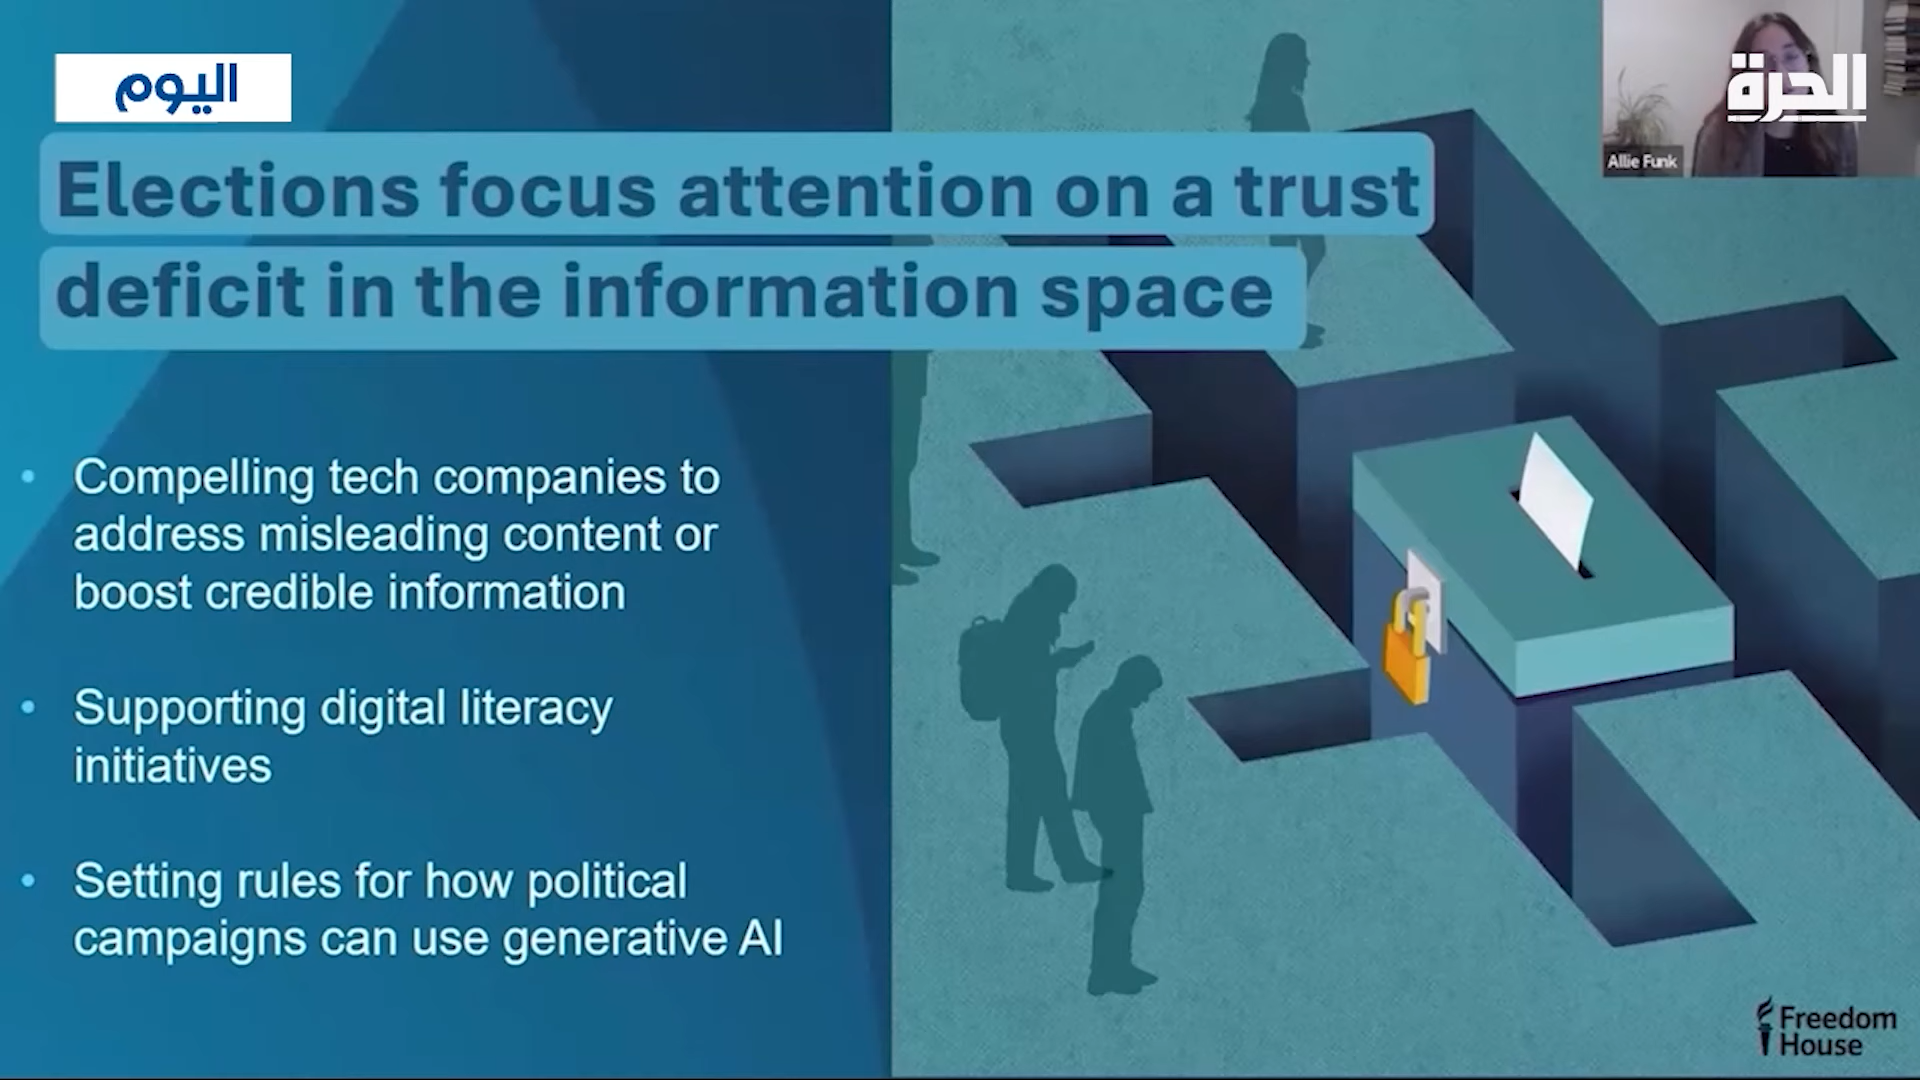 اليوم
الحرة
Allie Funk
Elections focus attention on a trust
deficit in the information space
• Compelling tech companies to
address misleading content or
boost credible information
• Supporting digital literacy
initiatives
• Setting rules for how political
campaigns can use generative AI
Freedom
House